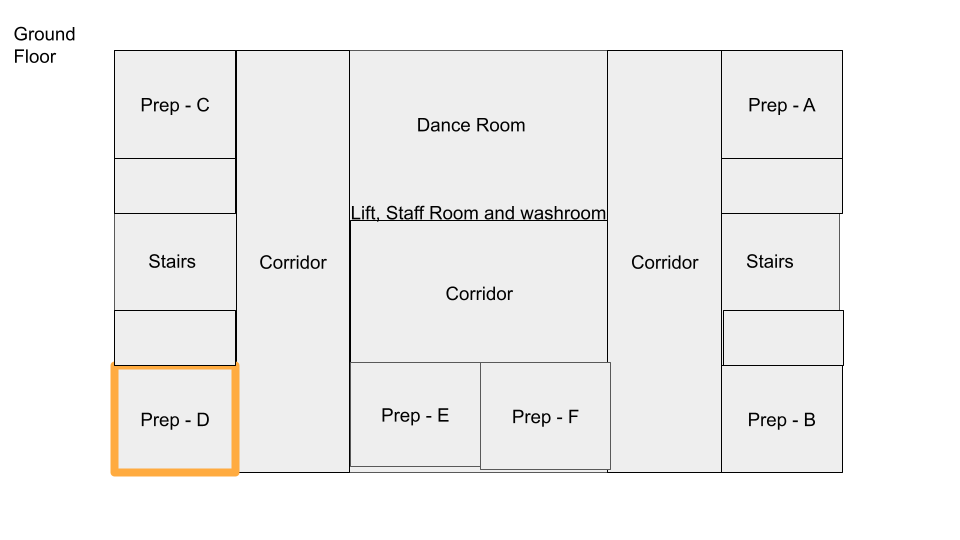 Ground
Floor
Prep - C
Prep - A
Dance Room
Lift, Staff Room and washroom
Stairs
Corridor
Corridor
Stairs
Corridor
Prep - D
Prep - E
Prep - F
Prep - B